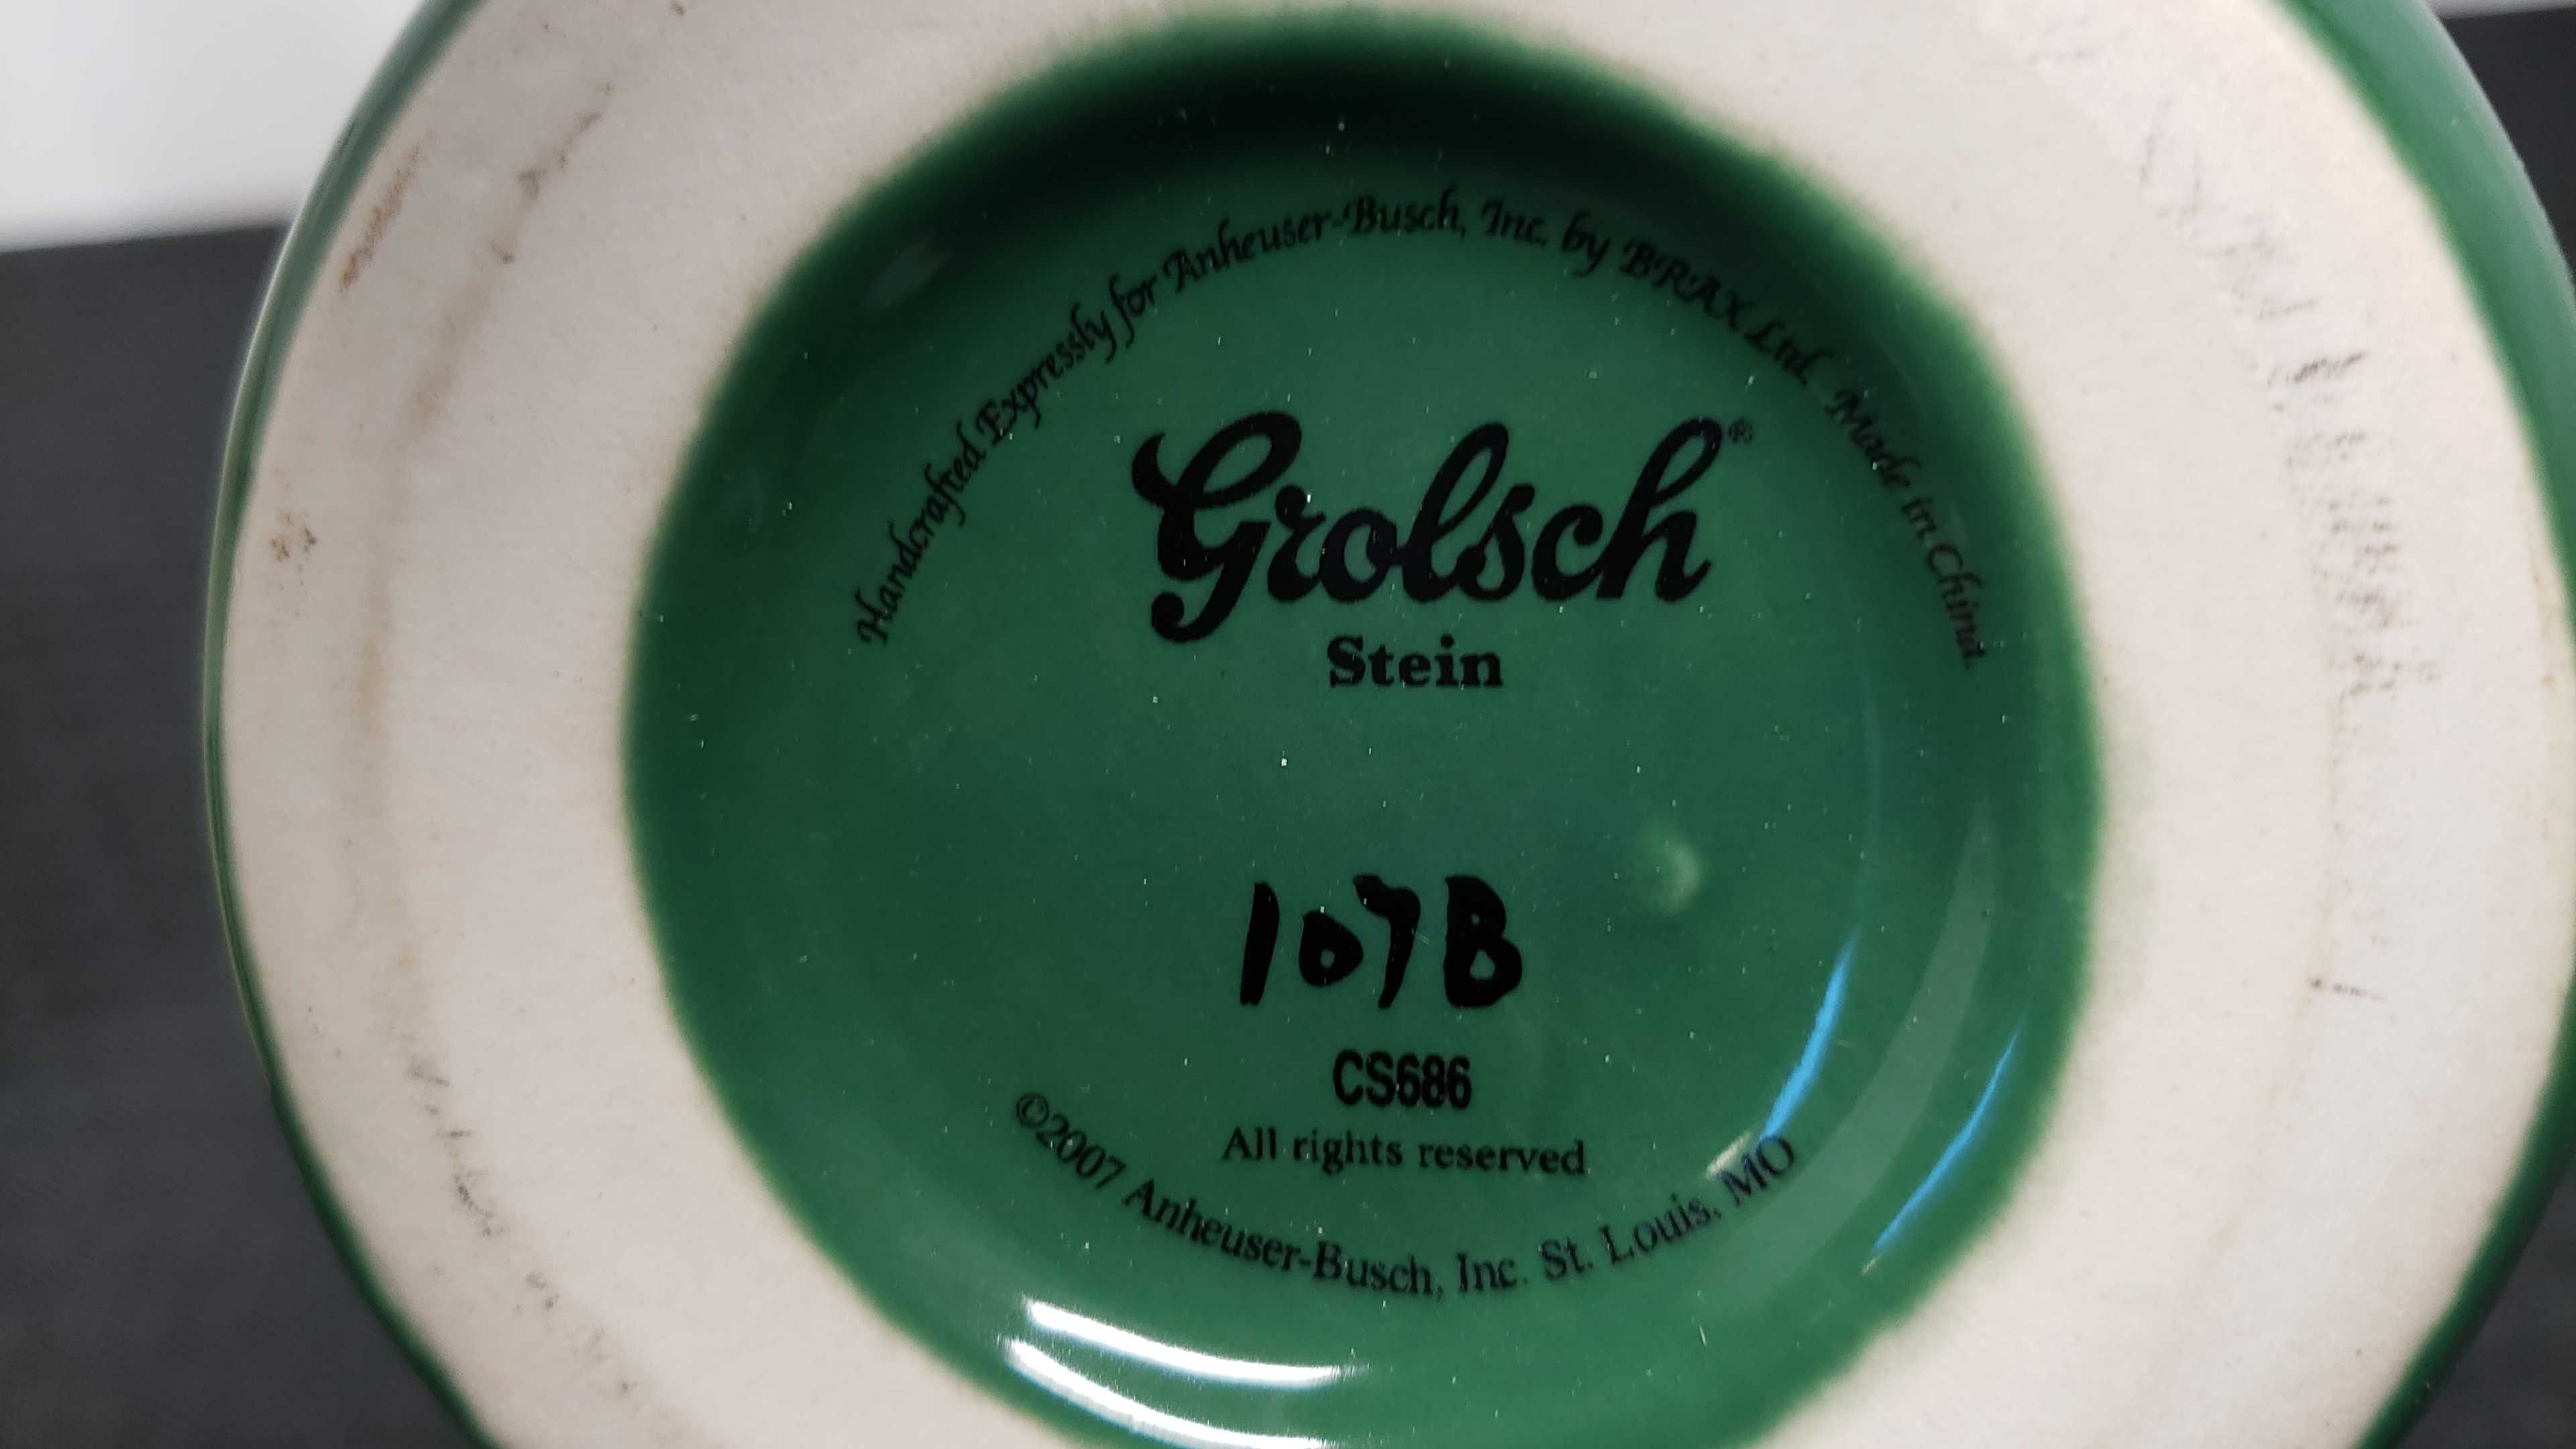 Handcrafted Expressly for Anheuser-Busch, Inc. by BRAX Ltd. Made in China.
Grolsch®
Stein
107B
CS686
All rights reserved
©2007 Anheuser-Busch, Inc. St. Louis, MO